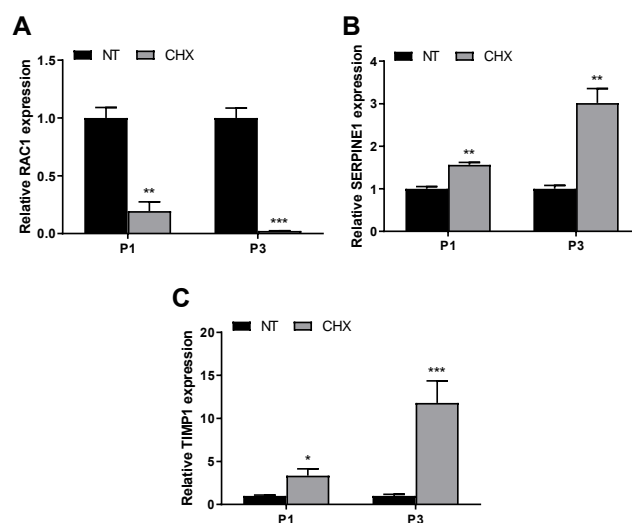 A
NT CHX
Relative RAC1 expression
1.5
1.0
0.5
0.0
**
***
P1 P3
B
NT CHX
Relative SERPINE1 expression
4
3
2
1
0
**
**
P1 P3
C
NT CHX
Relative TIMP1 expression
20
15
10
5
0
*
***
P1 P3